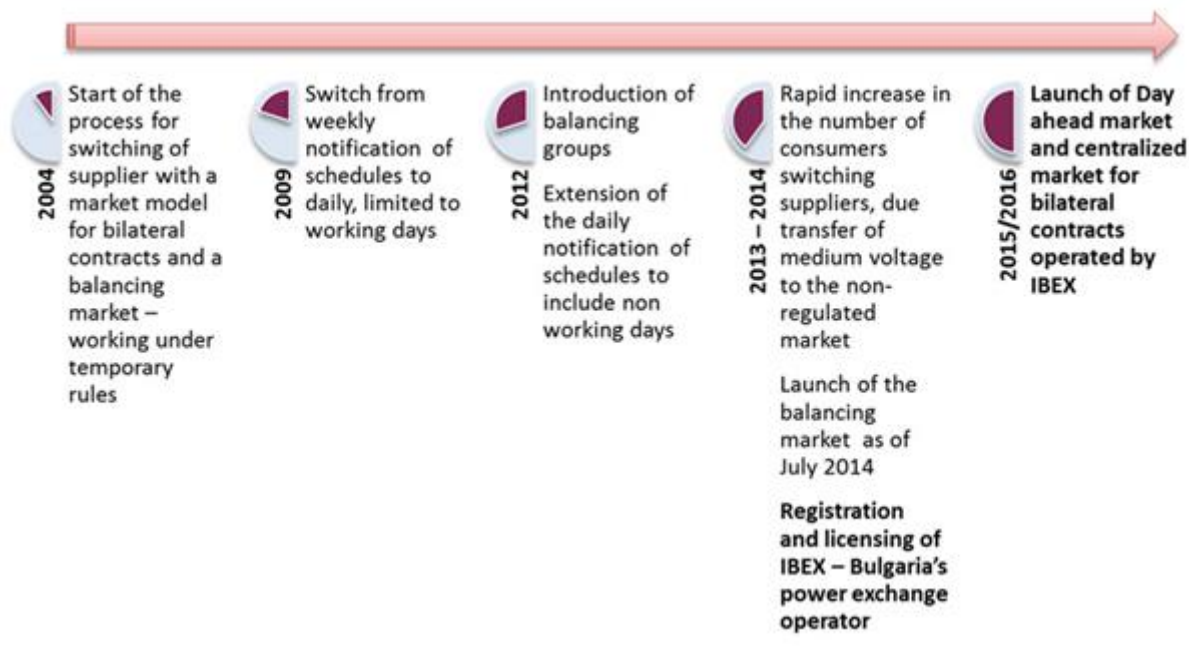 2004
Start of the
process for
switching of
supplier with a
market model
for bilateral
contracts and a
balancing
market –
working under
temporary
rules
2009
Switch from
weekly
notification of
schedules to
daily, limited to
working days
2012
Introduction of
balancing
groups
Extension of
the daily
notification of
schedules to
include non
working days
2013 – 2014
Rapid increase in
the number of
consumers
switching
suppliers, due
transfer of
medium voltage
to the non-
regulated
market
Launch of the
balancing
market as of
July 2014
Registration
and licensing of
IBEX – Bulgaria's
power exchange
operator
2015/2016
Launch of Day
ahead market
and centralized
market for
bilateral
contracts
operated by
IBEX